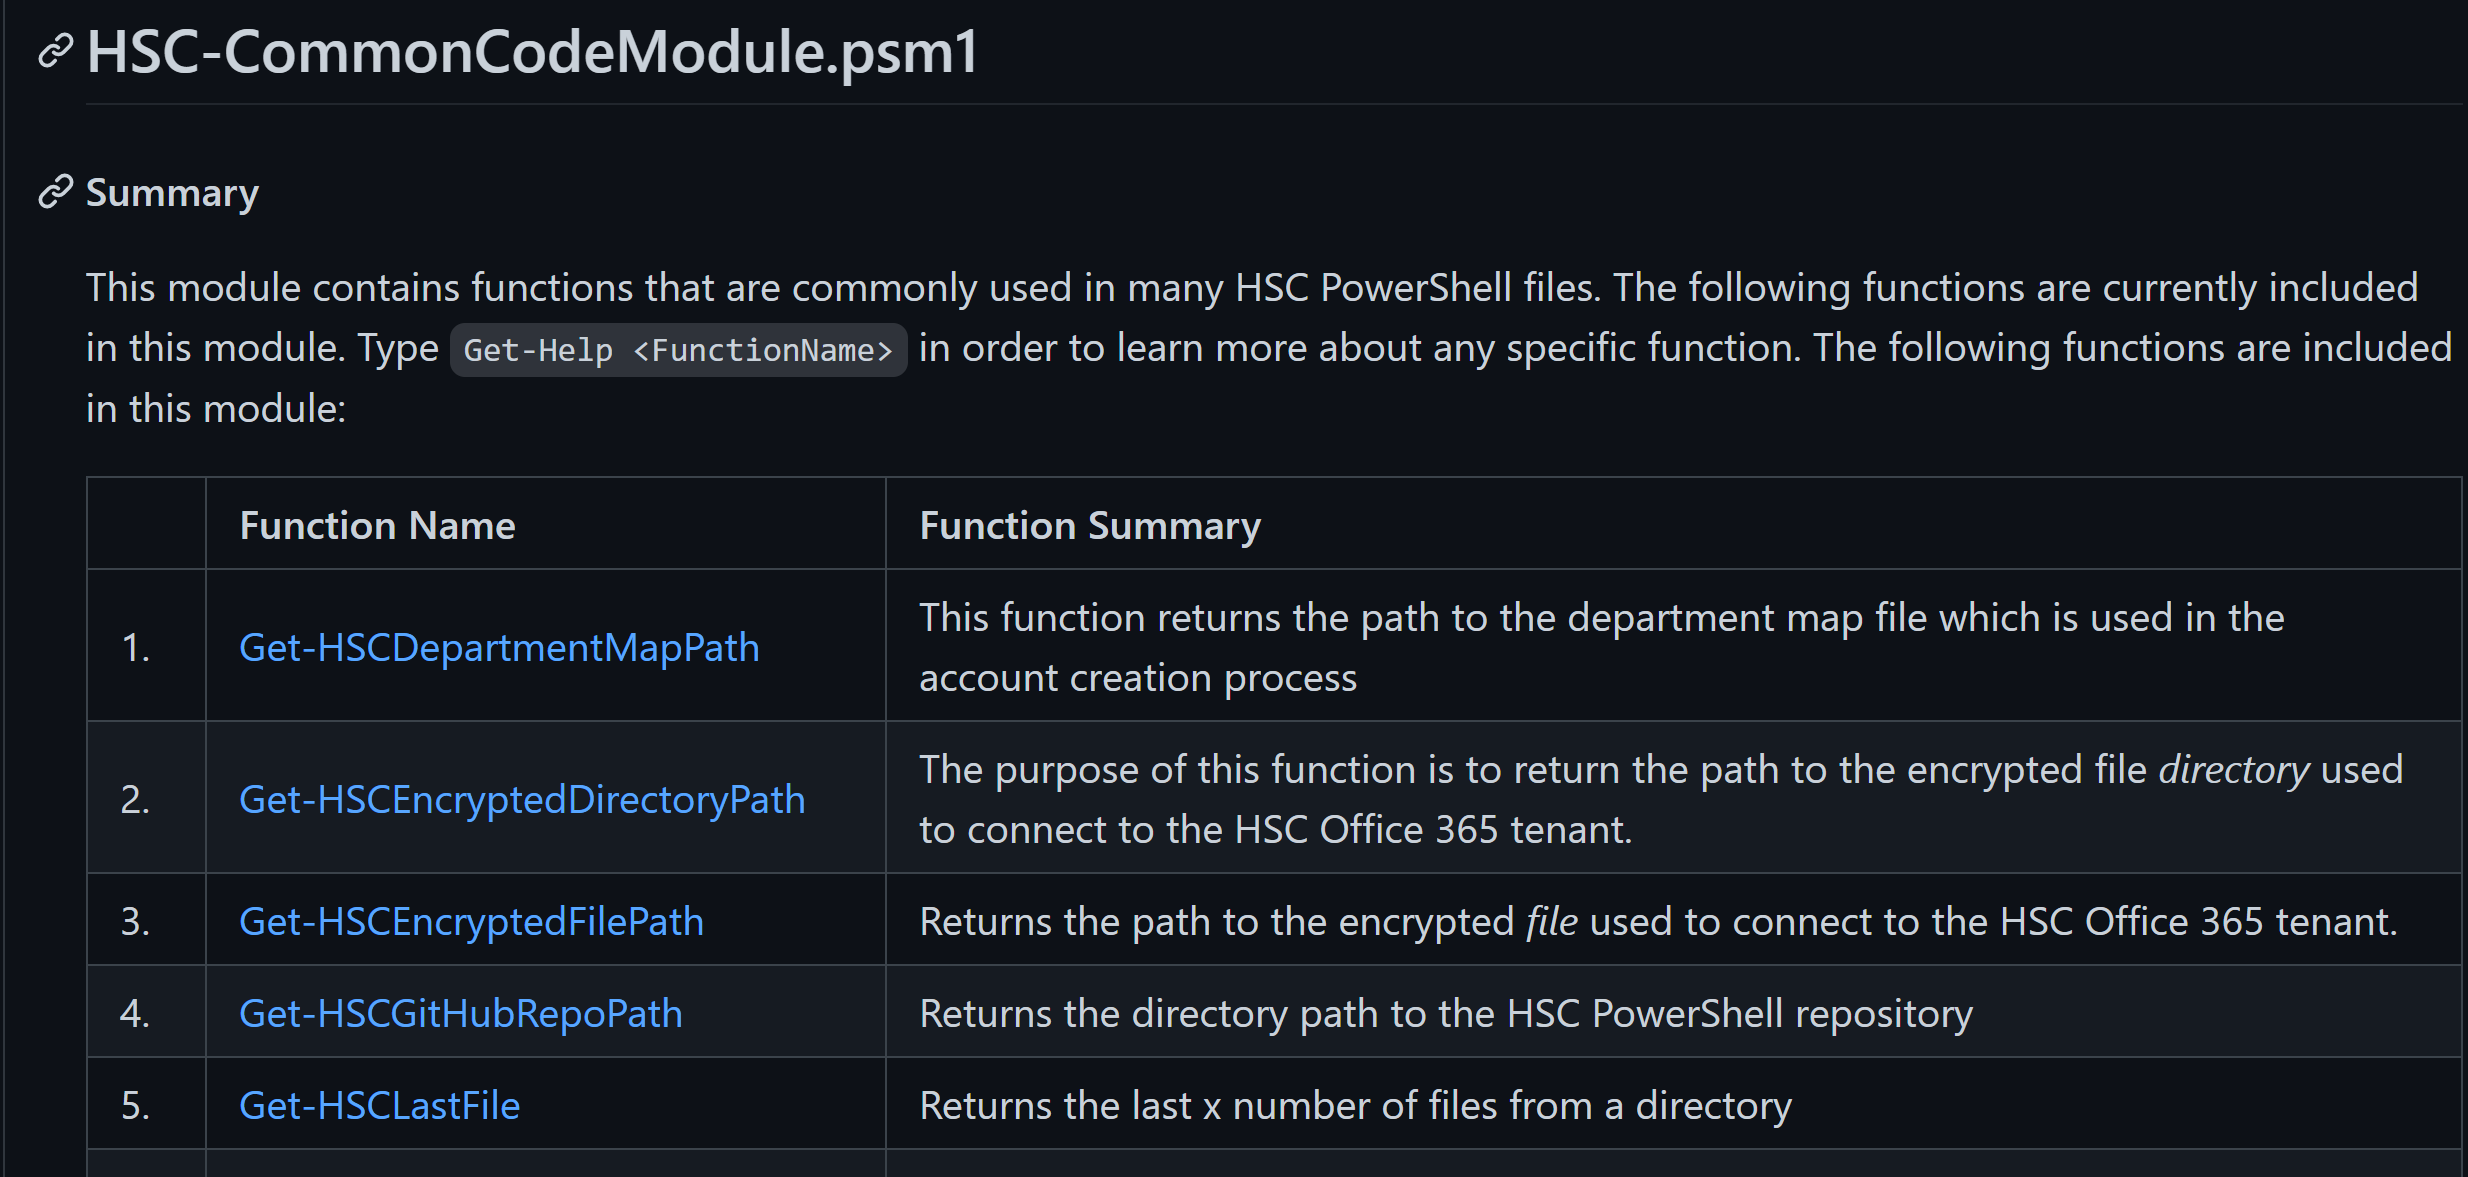 HSC-CommonCodeModule.psm1
Summary
This module contains functions that are commonly used in many HSC PowerShell files. The following functions are currently included
in this module. Type Get-Help <FunctionName> in order to learn more about any specific function. The following functions are included
in this module:
Function Name Function Summary
1. Get-HSCDepartmentMapPath This function returns the path to the department map file which is used in the
account creation process
2. Get-HSCEncryptedDirectoryPath The purpose of this function is to return the path to the encrypted file directory used
to connect to the HSC Office 365 tenant.
3. Get-HSCEncryptedFilePath Returns the path to the encrypted file used to connect to the HSC Office 365 tenant.
4. Get-HSCGitHubRepoPath Returns the directory path to the HSC PowerShell repository
5. Get-HSCLastFile Returns the last x number of files from a directory